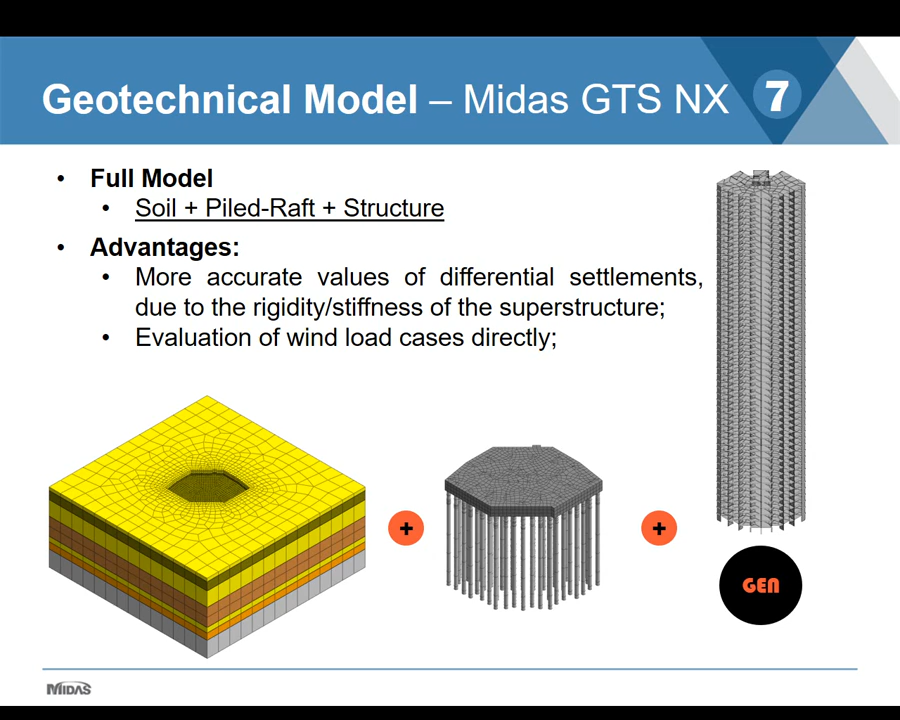 Geotechnical Model – Midas GTS NX 7
• Full Model
• Soil + Piled-Raft + Structure
• Advantages:
• More accurate values of differential settlements,
due to the rigidity/stiffness of the superstructure;
• Evaluation of wind load cases directly;
+ +
GEN
MIDAS